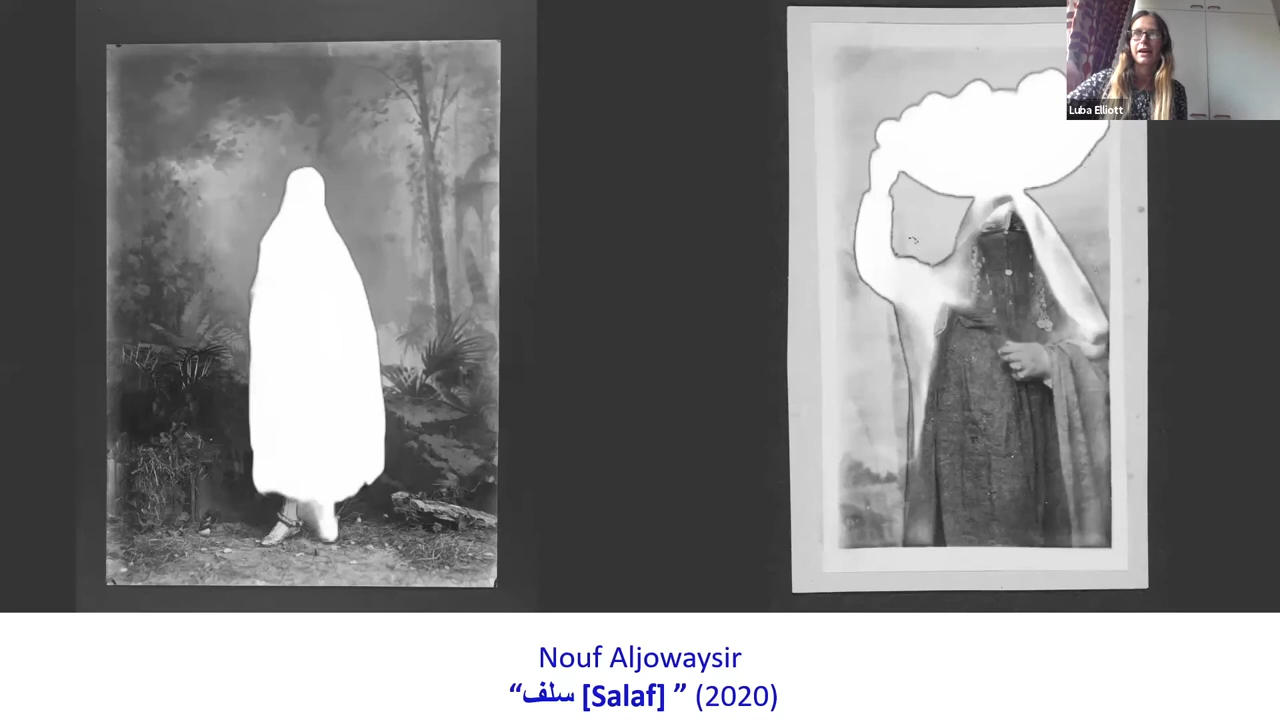 Luba Elliott
Nouf Aljowaysir
“سلف [Salaf] ” (2020)